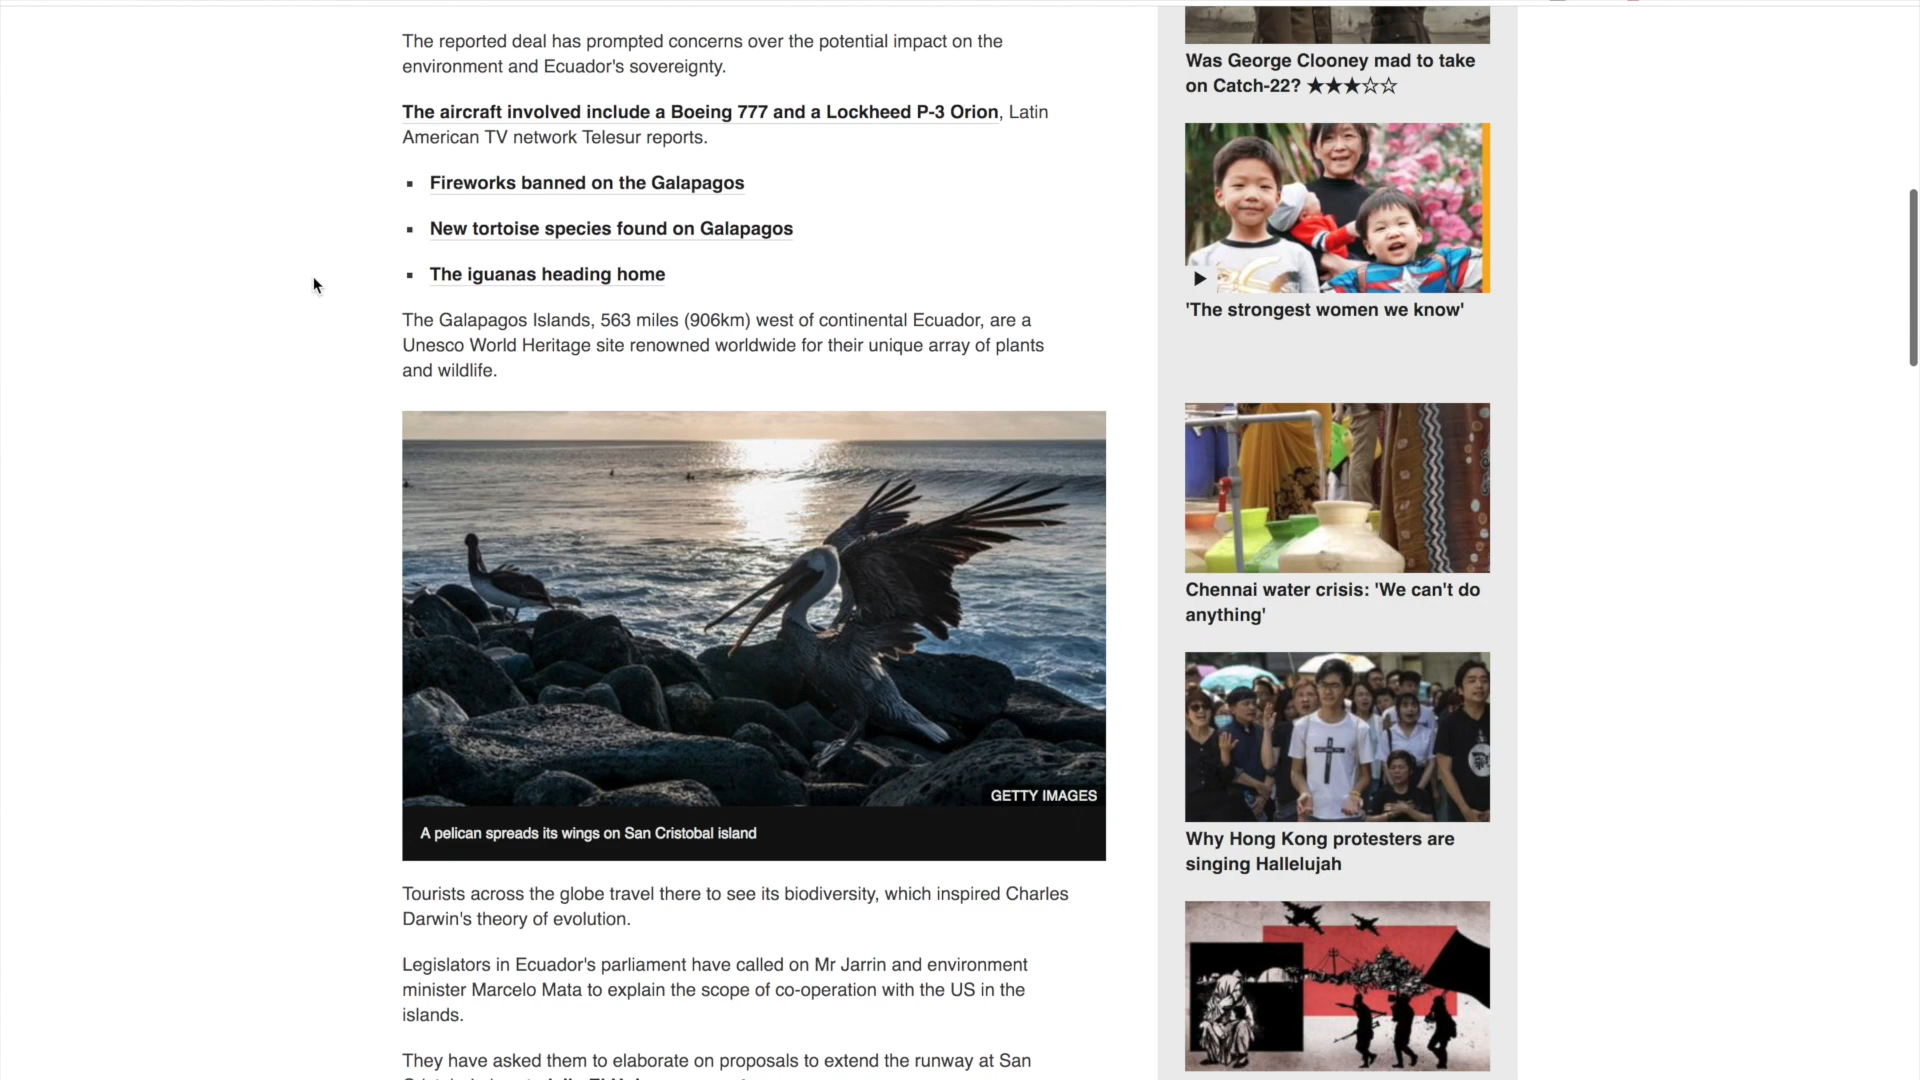 The reported deal has prompted concerns over the potential impact on the
environment and Ecuador's sovereignty.
The aircraft involved include a Boeing 777 and a Lockheed P-3 Orion, Latin
American TV network Telesur reports.
Fireworks banned on the Galapagos
New tortoise species found on Galapagos
The iguanas heading home
The Galapagos Islands, 563 miles (906km) west of continental Ecuador, are a
Unesco World Heritage site renowned worldwide for their unique array of plants
and wildlife.
GETTY IMAGES
A pelican spreads its wings on San Cristobal island
Tourists across the globe travel there to see its biodiversity, which inspired Charles
Darwin's theory of evolution.
Legislators in Ecuador's parliament have called on Mr Jarrin and environment
minister Marcelo Mata to explain the scope of co-operation with the US in the
islands.
They have asked them to elaborate on proposals to extend the runway at San
Was George Clooney mad to take
on Catch-22? ★★★☆☆
'The strongest women we know'
Chennai water crisis: 'We can't do
anything'
Why Hong Kong protesters are
singing Hallelujah